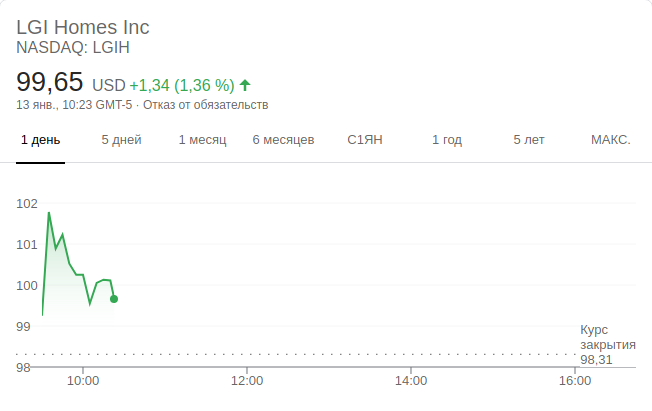 LGI Homes Inc
NASDAQ: LGIH
99,65 USD +1,34 (1,36 %)
13 янв., 10:23 GMT-5 · Отказ от обязательств
1 день 5 дней 1 месяц 6 месяцев С1ЯН 1 год 5 лет МАКС.
102
101
100
99
Курс
закрытия
98,31
98
10:00 12:00 14:00 16:00